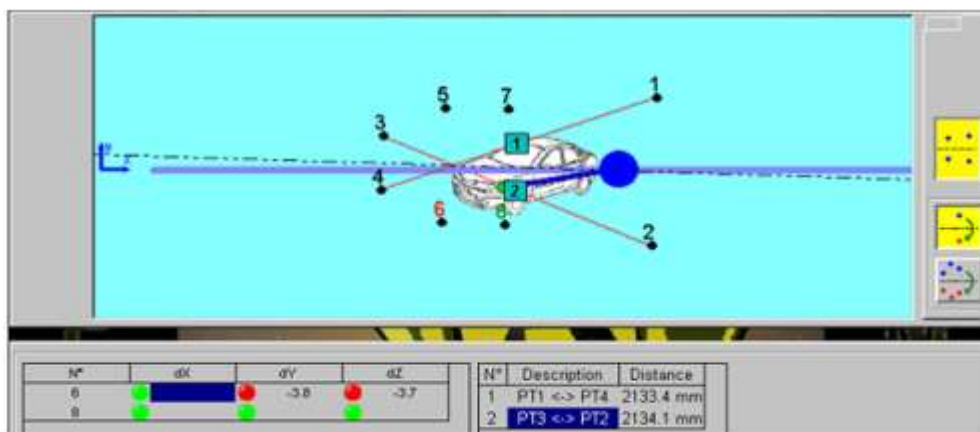 1
5 7
3
1
4
2
6 8
2
N° dX dY dZ
6 -3.8 -3.7
8
N° Description Distance
1 PT1 <-> PT4 2133.4 mm
2 PT3 <-> PT2 2134.1 mm